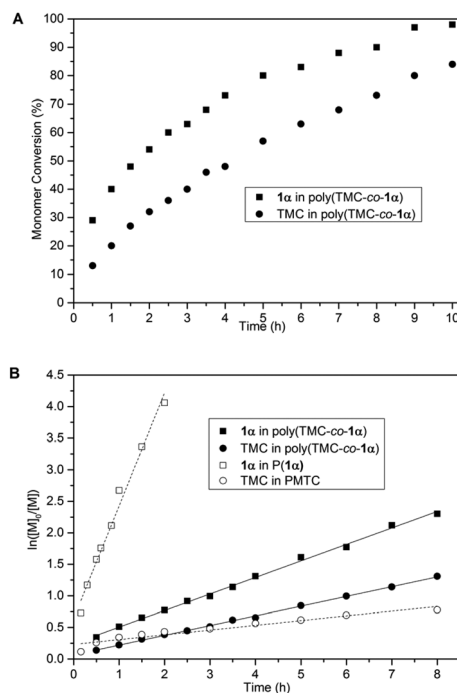 A
100
90
80
70
60
50
40
30
20
10
0
Monomer Conversion (%)
1α in poly(TMC-co-1α)
TMC in poly(TMC-co-1α)
0 1 2 3 4 5 6 7 8 9 10
Time (h)
B
4.5
4.0
3.5
3.0
2.5
2.0
1.5
1.0
0.5
0.0
ln([M]0/[M])
1α in poly(TMC-co-1α)
TMC in poly(TMC-co-1α)
1α in P(1α)
TMC in PMTC
0 1 2 3 4 5 6 7 8
Time (h)